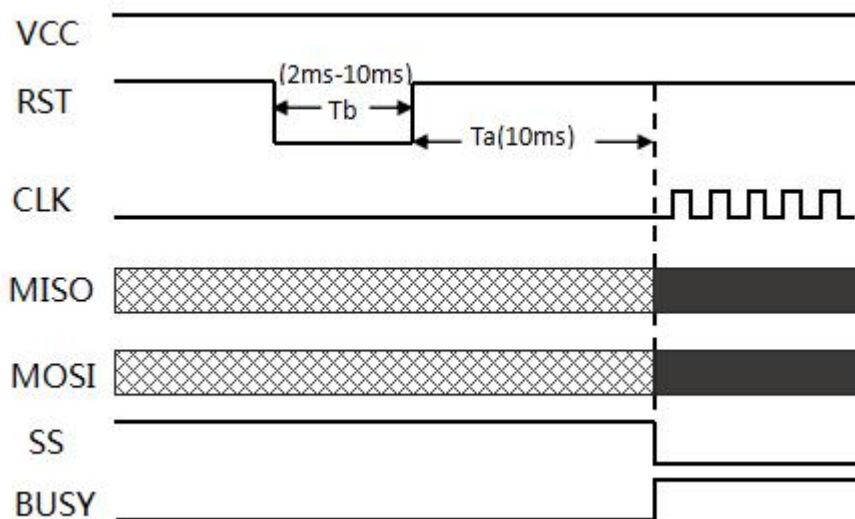 VCC
(2ms-10ms)
RST
Tb
Ta(10ms)
CLK
MISO
MOSI
SS
BUSY